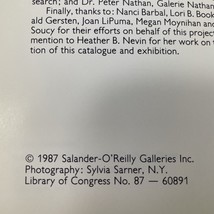 search; and Dr. Peter Nathan, Galerie Nathan
Finally, thanks to: Nanci Barbal, Lori B. Book
ald Gersten, Joan LiPuma, Megan Moynihan and
Soucy for their efforts on behalf of this project
mention to Heather B. Nevin for her work on th
of this catalogue and exhibition.
© 1987 Salander-O'Reilly Galleries Inc.
Photography: Sylvia Sarner, N.Y.
Library of Congress No. 87 — 60891